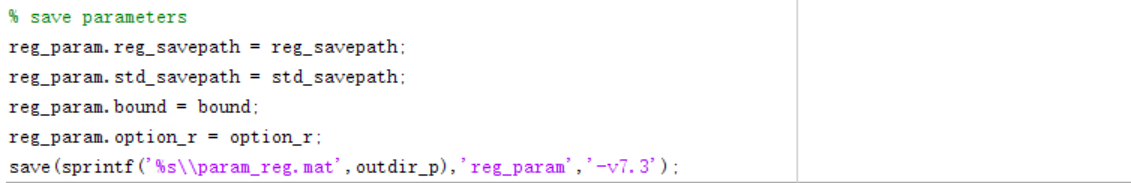 % save parameters
reg_param.reg_savepath = reg_savepath;
reg_param.std_savepath = std_savepath;
reg_param.bound = bound;
reg_param.option_r = option_r;
save(sprintf('%s\\param_reg.mat',outdir_p),'reg_param','-v7.3');